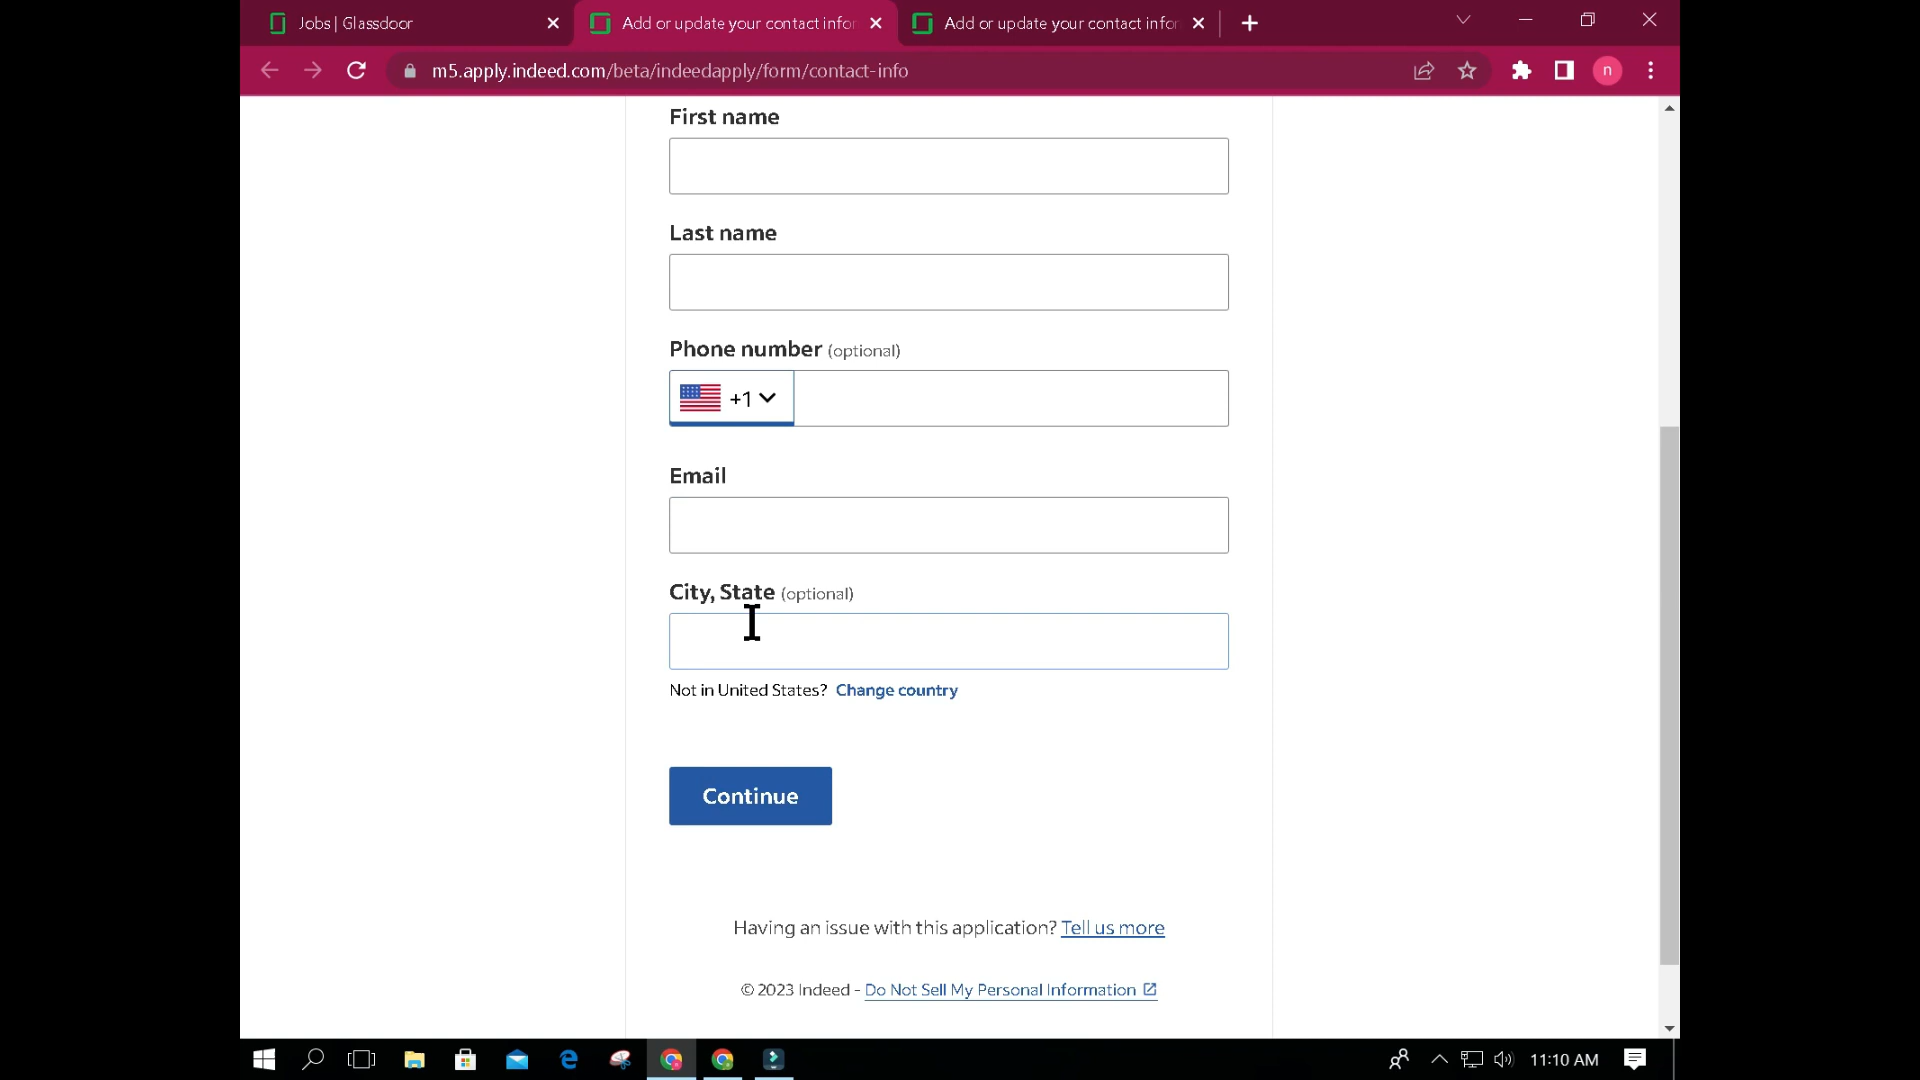 Jobs | Glassdoor
Add or update your contact infor
Add or update your contact infor
m5.apply.indeed.com/beta/indeedapply/form/contact-info
n
First name
Last name
Phone number (optional)
+1
Email
City, State (optional)
Not in United States? Change country
Continue
Having an issue with this application? Tell us more
© 2023 Indeed - Do Not Sell My Personal Information
11:10 AM